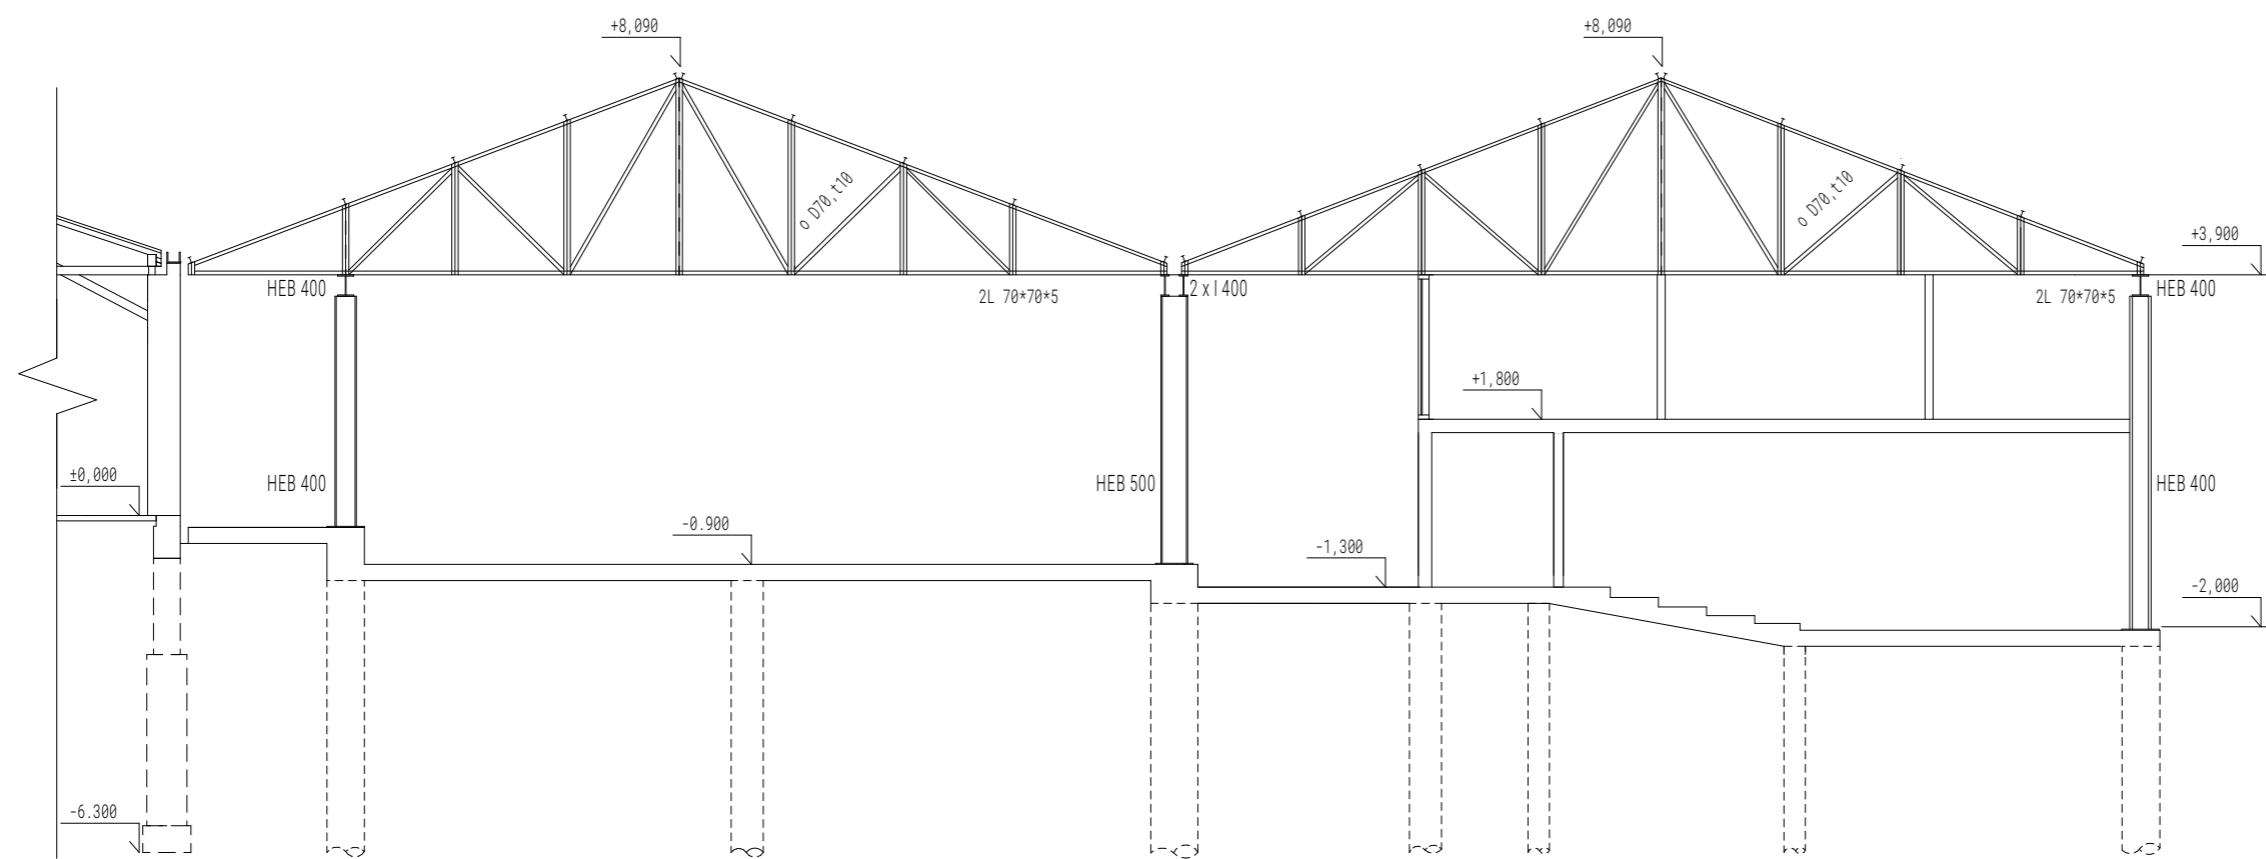 +8,090
+8,090
o D70,t10
o D70,t10
+3,900
HEB 400
2L 70*70*5
2 x I 400
2L 70*70*5
HEB 400
+1,800
±0,000
HEB 400
HEB 500
HEB 400
-0.900
-1,300
-2,000
-6.300